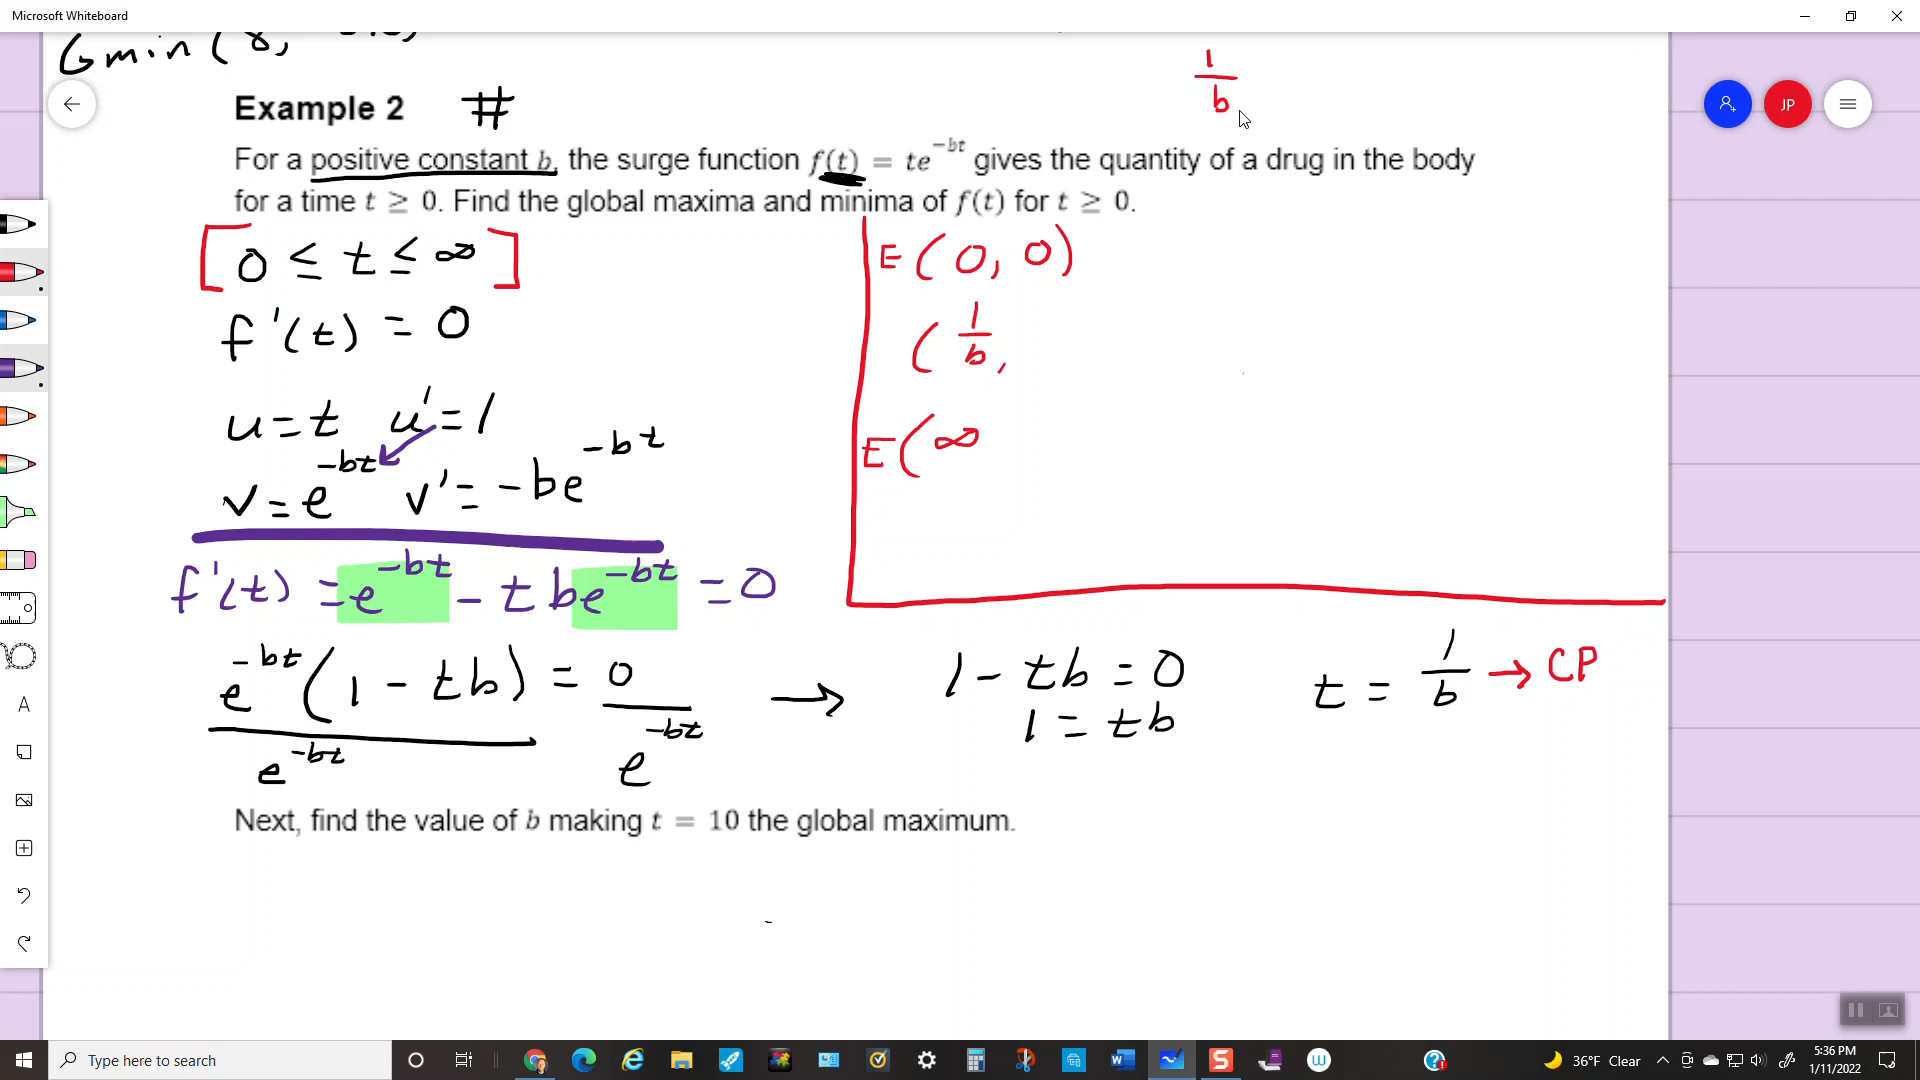 Microsoft Whiteboard
Gmin(8,
1/b
Example 2 #
For a positive constant b, the surge function f(t) = te^{-bt} gives the quantity of a drug in the body
for a time t ≥ 0. Find the global maxima and minima of f(t) for t ≥ 0.
JP
[0 ≤ t ≤ ∞]
f'(t) = 0
u = t u' = 1
v = e^{-bt} v' = -be^{-bt}
f'(t) = e^{-bt} - tbe^{-bt} = 0
E(0, 0)
(1/b,
E(∞
e^{-bt}(1 - tb)/e^{-bt} = 0/e^{-bt} → 1 - tb = 0
1 = tb
t = 1/b → CP
Next, find the value of b making t = 10 the global maximum.
A
Type here to search
36°F Clear
5:36 PM
1/11/2022